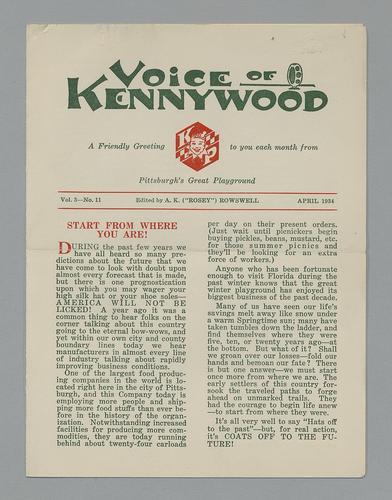 VOICE OF
KENNYWOOD
A Friendly Greeting
to you each month from
K P
Pittsburgh's Great Playground
Vol. 3—No. 11
Edited by A. K. ("ROSEY") ROWSWELL
APRIL 1934
START FROM WHERE
YOU ARE!
DURING the past few years we
have all heard so many pre-
dictions about the future that we
have come to look with doubt upon
almost every forecast that is made,
but there is one prognostication
upon which you may wager your
high silk hat or your shoe soles—
AMERICA WILL NOT BE
LICKED! A year ago it was a
common thing to hear folks on the
corner talking about this country
going to the eternal bow-wows, and
yet within our own city and county
boundary lines today we hear
manufacturers in almost every line
of industry talking about rapidly
improving business conditions.
One of the largest food produc-
ing companies in the world is lo-
cated right here in the city of Pitts-
burgh, and this Company today is
employing more people and ship-
ping more food stuffs than ever be-
fore in the history of the organ-
ization. Notwithstanding increased
facilities for producing more com-
modities, they are today running
behind about twenty-four carloads
per day on their present orders.
(Just wait until picnickers begin
buying pickles, beans, mustard, etc.
for those summer picnics and
they'll be looking for an extra
force of workers.)
Anyone who has been fortunate
enough to visit Florida during the
past winter knows that the great
winter playground has enjoyed its
biggest business of the past decade.
Many of us have seen our life's
savings melt away like snow under
a warm Springtime sun; many have
taken tumbles down the ladder, and
find themselves where they were
five, ten, or twenty years ago—at
the bottom. But what of it? Shall
we groan over our losses—fold our
hands and bemoan our fate? There
is but one answer—we must start
once more from where we are. The
early settlers of this country for-
sook the traveled paths to forge
ahead on unmarked trails. They
had the courage to begin life anew
—to start from where they were.
It's all very well to say "Hats off
to the past"—but, for real action,
it's COATS OFF TO THE FU-
TURE!